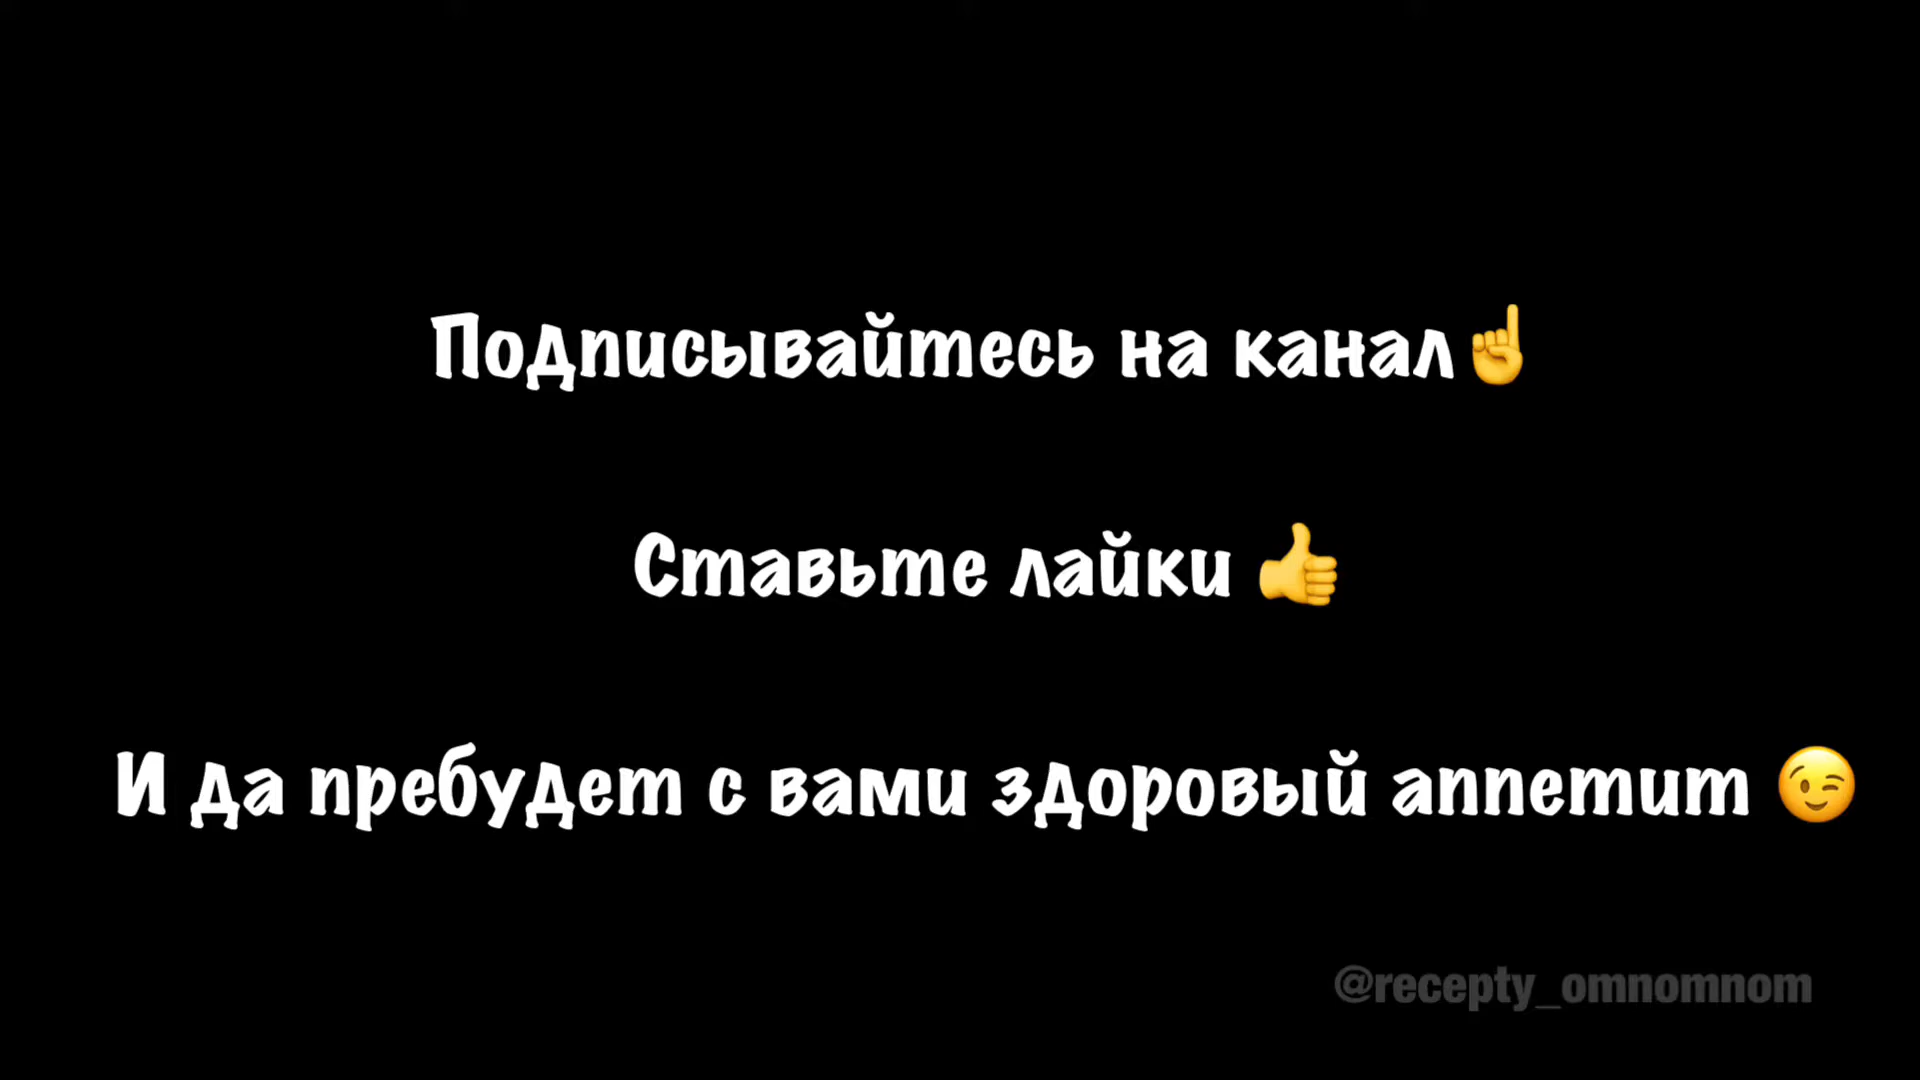 Подписывайтесь на канал☝️
Ставьте лайки 👍
И да пребудет с вами здоровый аппетит 😉
@recepty_omnomnom